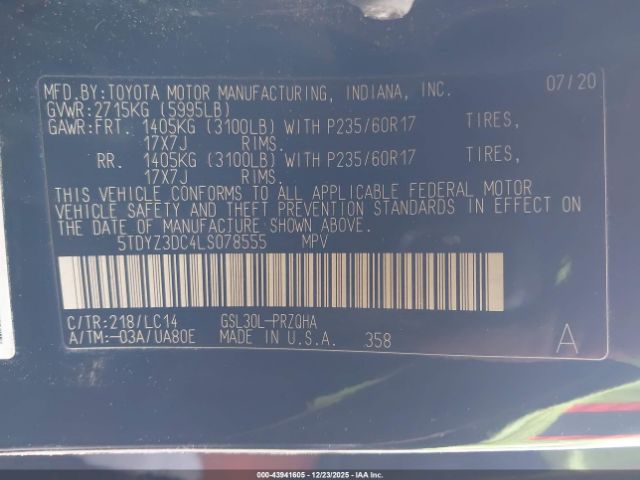 MFD.BY:TOYOTA MOTOR MANUFACTURING, INDIANA, INC. 07/20
GVWR:2715KG (5995LB)
GAWR:FRT. 1405KG (3100LB) WITH P235/60R17 TIRES,
17X7J RIMS.
RR. 1405KG (3100LB) WITH P235/60R17 TIRES,
17X7J RIMS.
THIS VEHICLE CONFORMS TO ALL APPLICABLE FEDERAL MOTOR
VEHICLE SAFETY AND THEFT PREVENTION STANDARDS IN EFFECT ON
THE DATE OF MANUFACTURE SHOWN ABOVE.
5TDYZ3DC4LS078555 MPV
C/TR:218/LC14 GSL30L-PRZQHA
A/TM:-03A/UA80E MADE IN U.S.A. 358 A
000-43941605 - 12/23/2025 - IAA Inc.